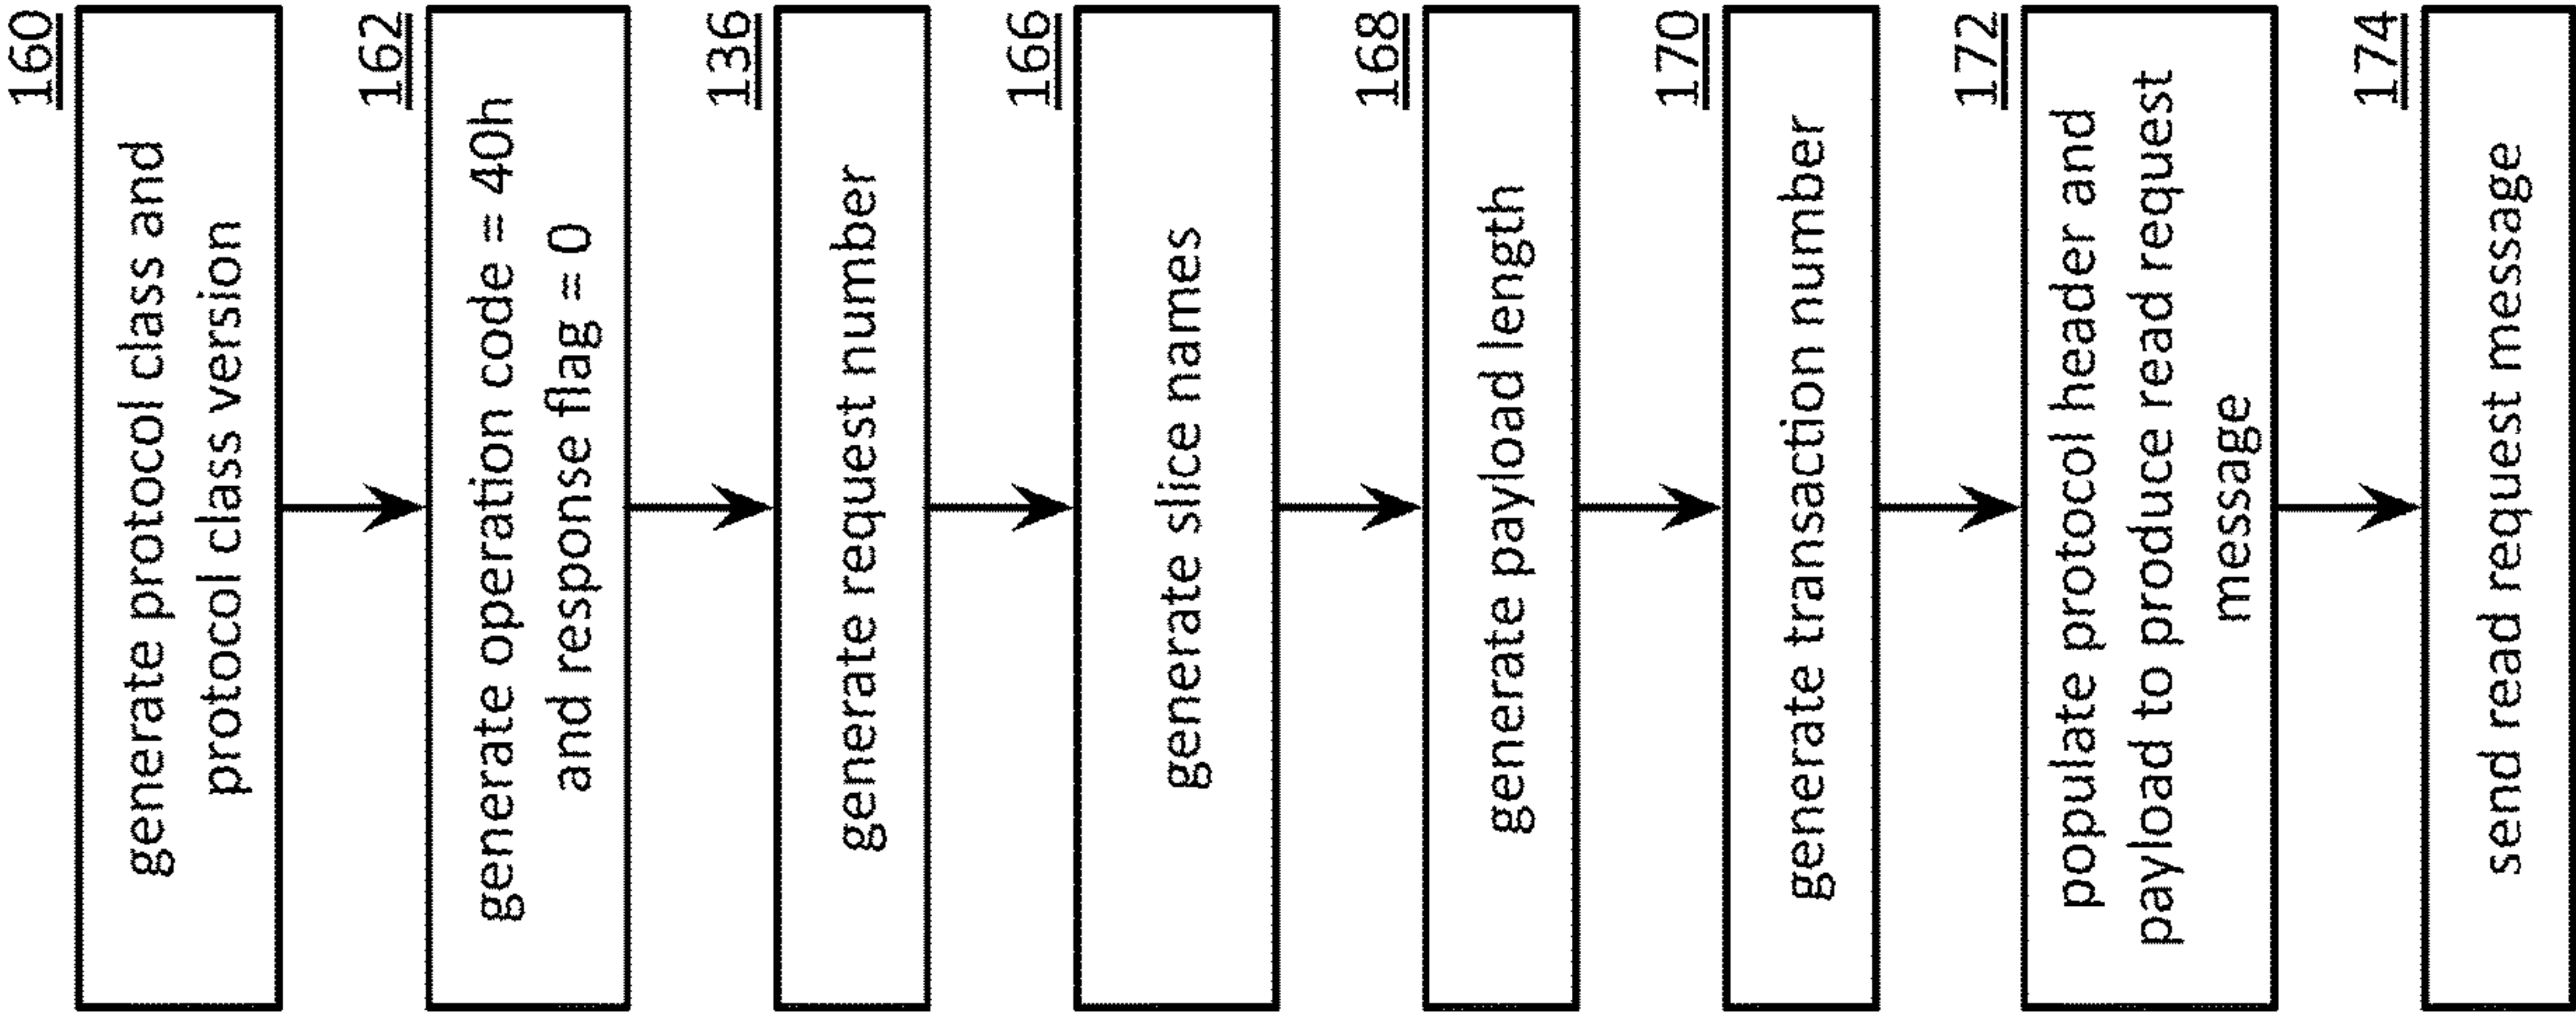 160
generate protocol class and
protocol class version
162
generate operation code = 40h
and response flag = 0
136
generate request number
166
generate slice names
168
generate payload length
170
generate transaction number
172
populate protocol header and
payload to produce read request
message
174
send read request message